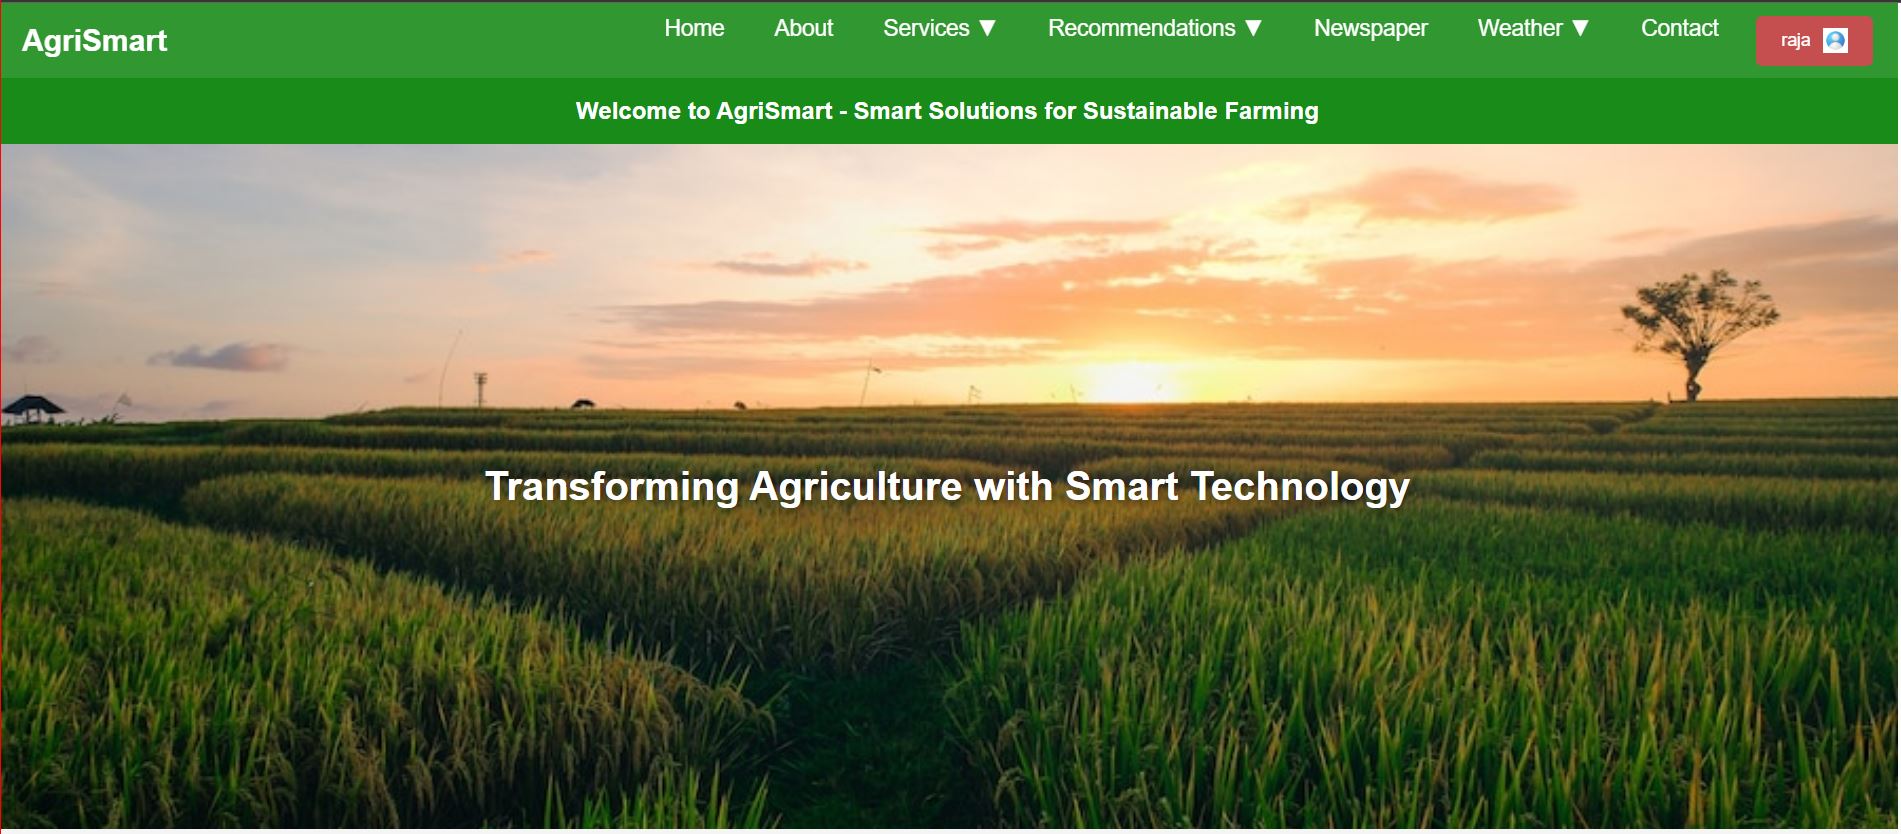 AgriSmart
Home About Services ▼ Recommendations ▼ Newspaper Weather ▼ Contact raja
Welcome to AgriSmart - Smart Solutions for Sustainable Farming
Transforming Agriculture with Smart Technology